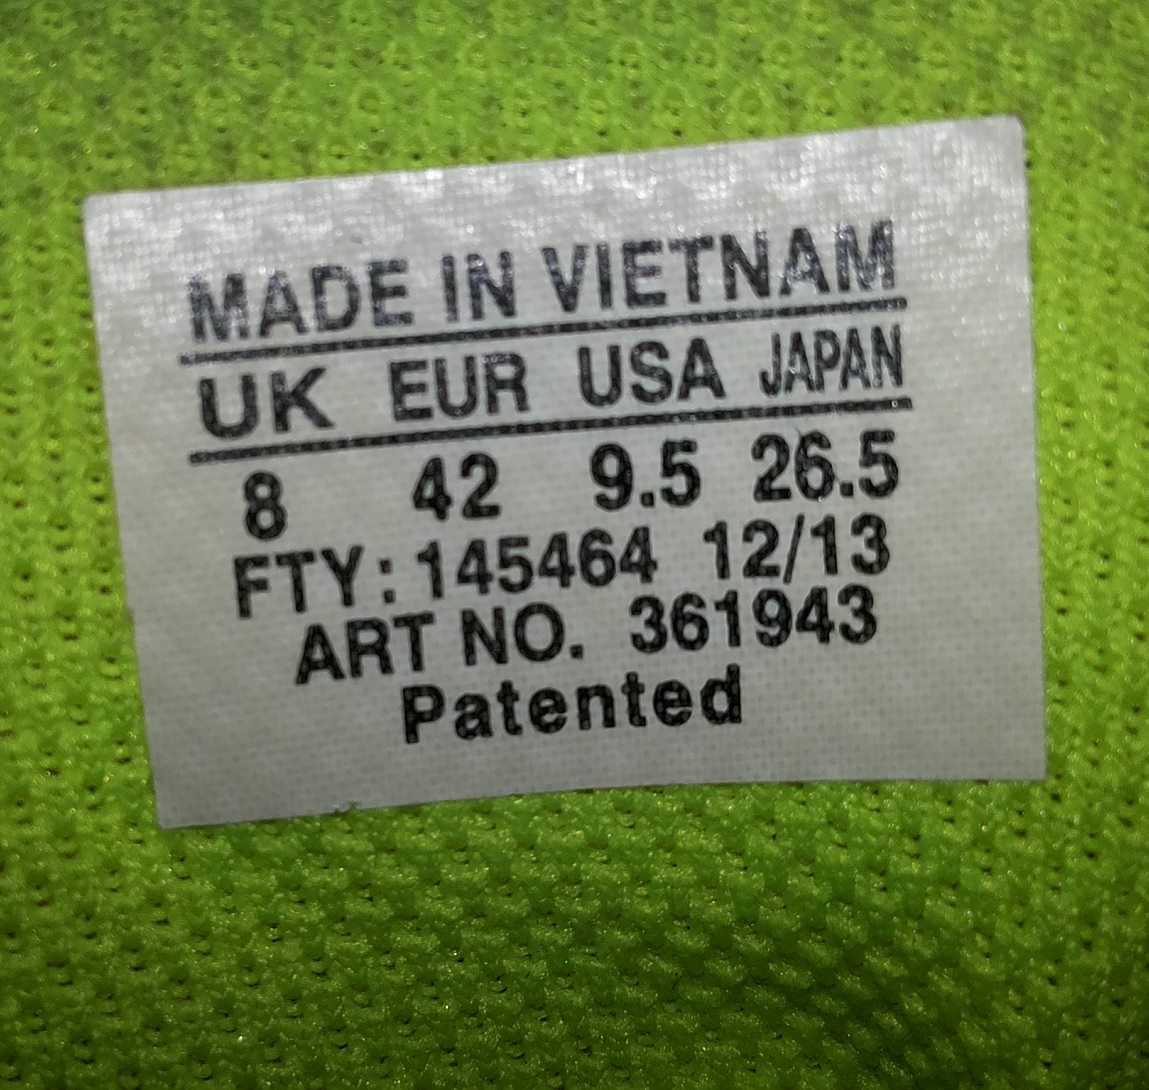 MADE IN VIETNAM
UK EUR USA JAPAN
8 42 9.5 26.5
FTY: 145464 12/13
ART NO. 361943
Patented